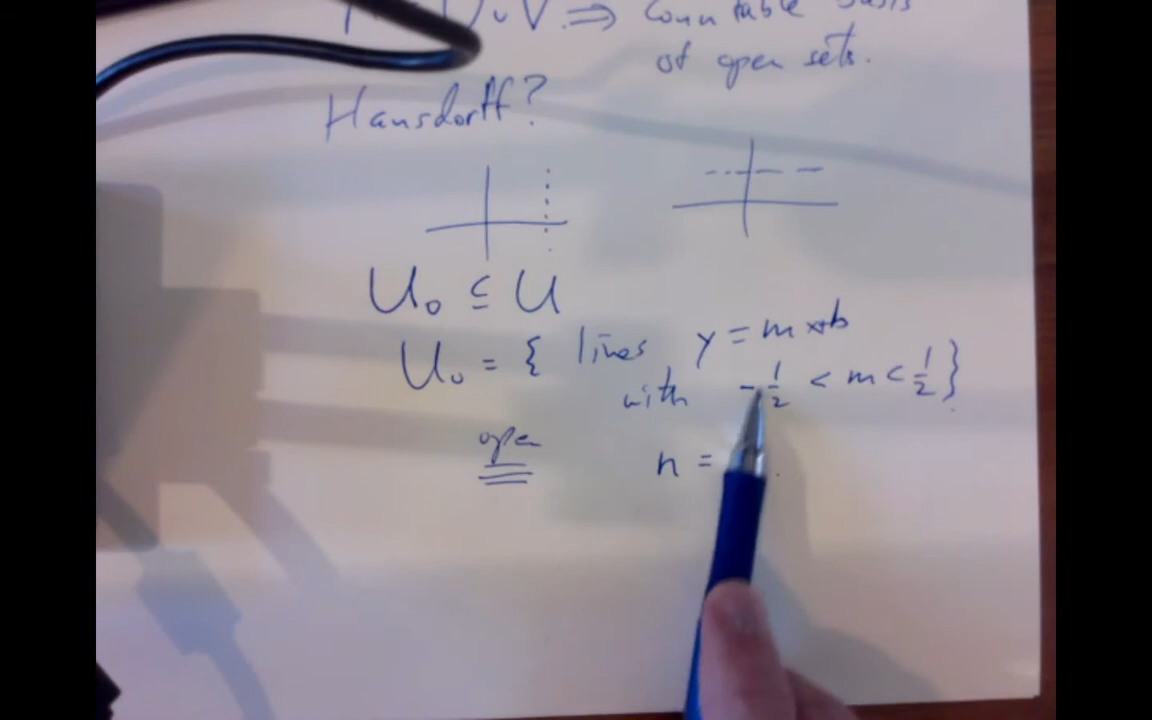 ∪ V. ⇒ Countable basis
of open sets.
Hausdorff?
U₀ ⊆ U
U₀ = { lines y = mx+b
with -1/2 < m < 1/2 }
open
n =